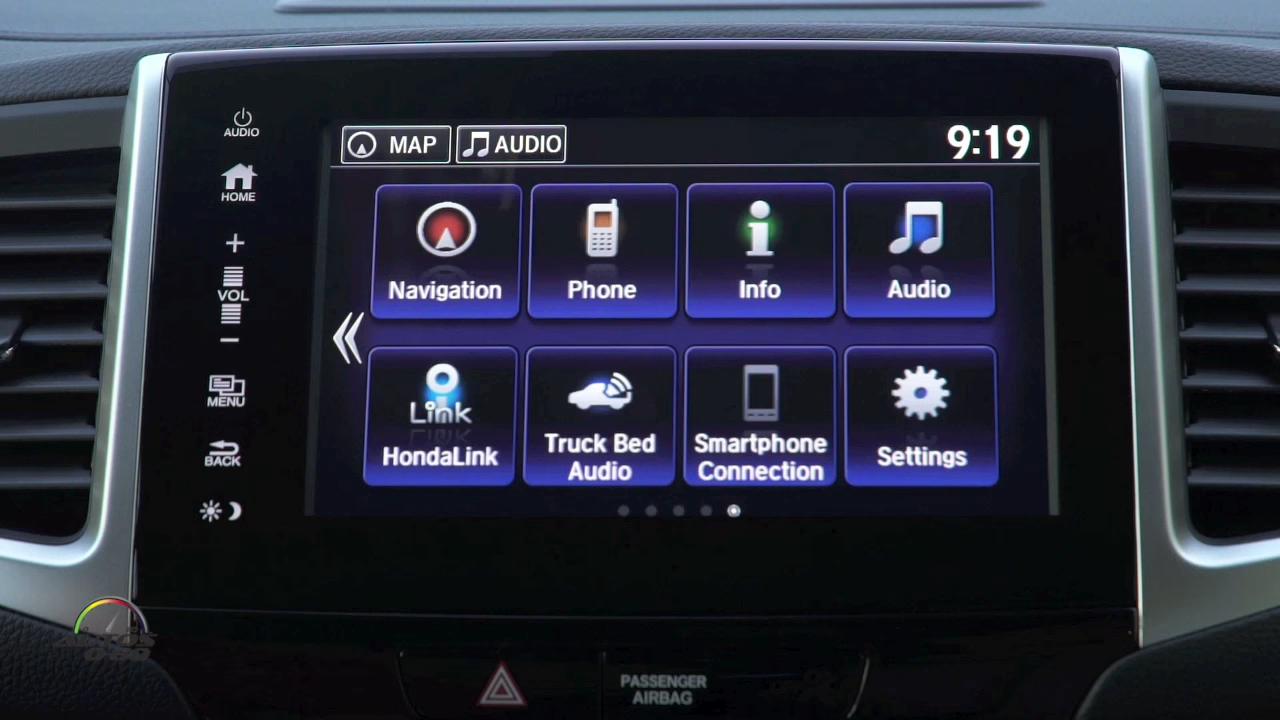 AUDIO
HOME
VOL
MENU
BACK
MAP
AUDIO
9:19
Navigation
Phone
Info
Audio
Link
HondaLink
Truck Bed
Audio
Smartphone
Connection
Settings
PASSENGER
AIRBAG